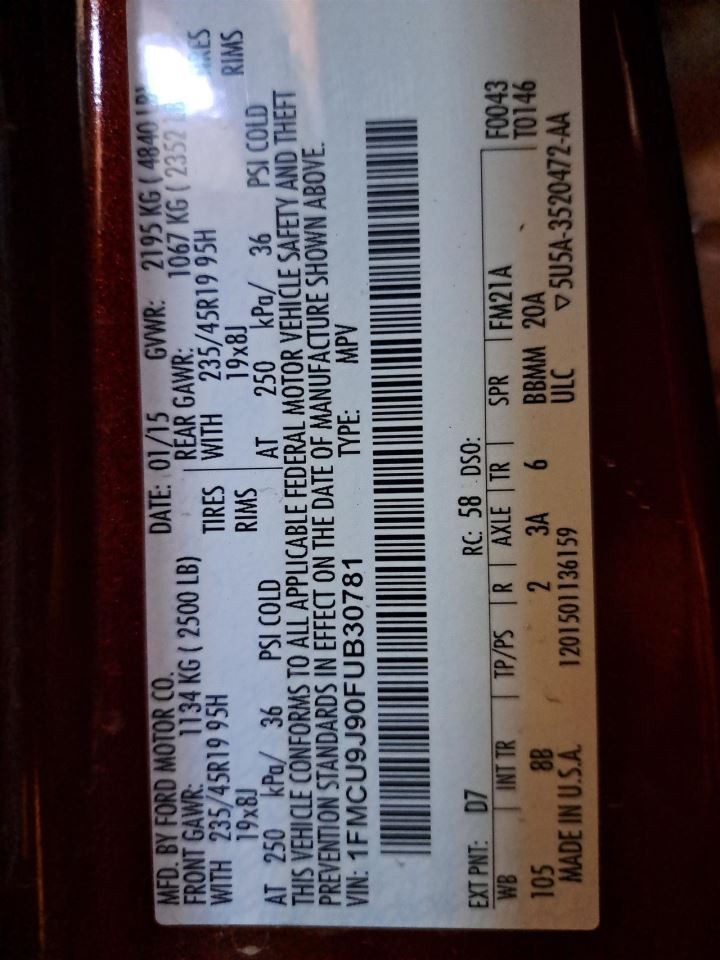 MFD. BY FORD MOTOR CO. DATE: 01/15 GVWR: 2195 KG ( 4840 LB)
FRONT GAWR: 1134 KG ( 2500 LB) REAR GAWR: 1067 KG ( 2352
WITH 235/45R19 95H TIRES WITH 235/45R19 95H TIRES
19x8J RIMS 19x8J RIMS
AT 250 kPa/ 36 PSI COLD AT 250 kPa/ 36 PSI COLD
THIS VEHICLE CONFORMS TO ALL APPLICABLE FEDERAL MOTOR VEHICLE SAFETY AND THEFT
PREVENTION STANDARDS IN EFFECT ON THE DATE OF MANUFACTURE SHOWN ABOVE.
VIN: 1FMCU9J90FUB30781 TYPE: MPV
EXT PNT: D7 RC: 58 DSO:
WB INT TR TP/PS R AXLE TR SPR FM21A F0043
105 8B 2 3A 6 BBMM 20A T0146
MADE IN U.S.A. 1201501136159 ULC ▽5U5A-3520472-AA